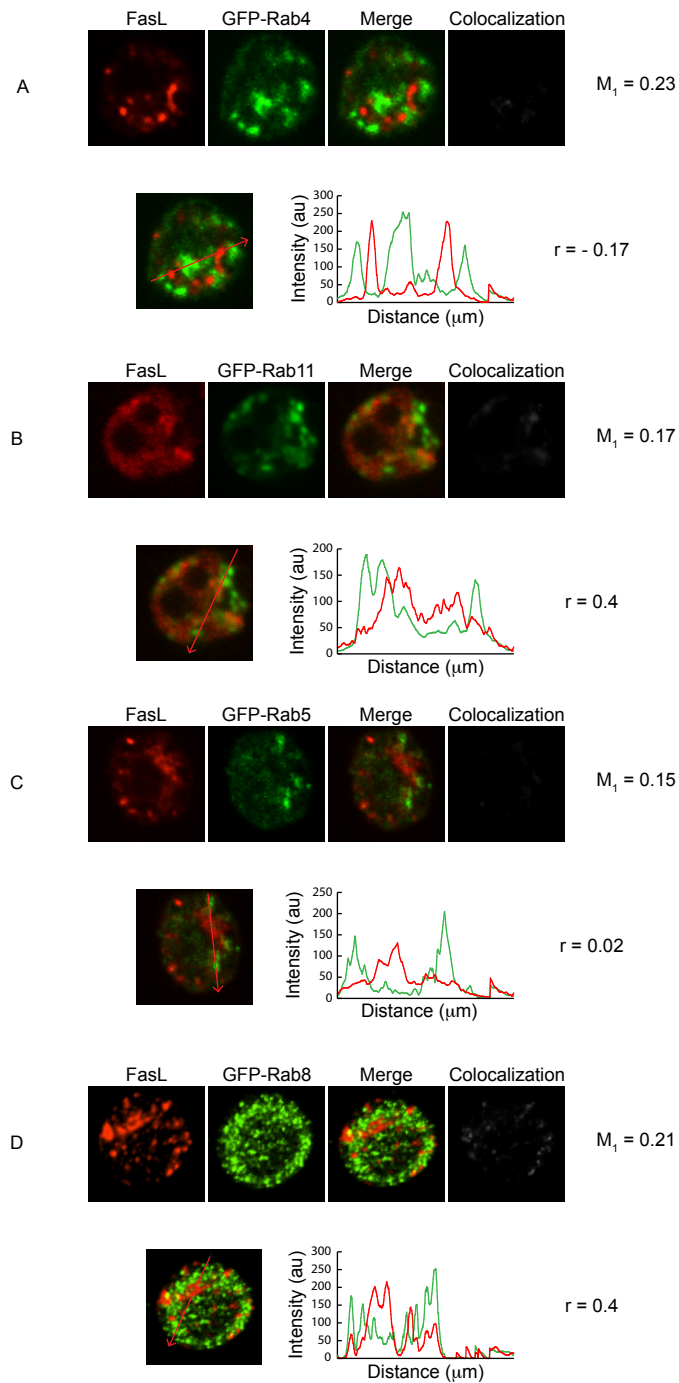 FasL GFP-Rab4 Merge Colocalization
A
M1 = 0.23
300
250
200
150
100
50
0
Intensity (au)
Distance (μm)
r = - 0.17
FasL GFP-Rab11 Merge Colocalization
B
M1 = 0.17
200
150
100
50
0
Intensity (au)
Distance (μm)
r = 0.4
FasL GFP-Rab5 Merge Colocalization
C
M1 = 0.15
250
200
150
100
50
0
Intensity (au)
Distance (μm)
r = 0.02
FasL GFP-Rab8 Merge Colocalization
D
M1 = 0.21
300
250
200
150
100
50
0
Intensity (au)
Distance (μm)
r = 0.4